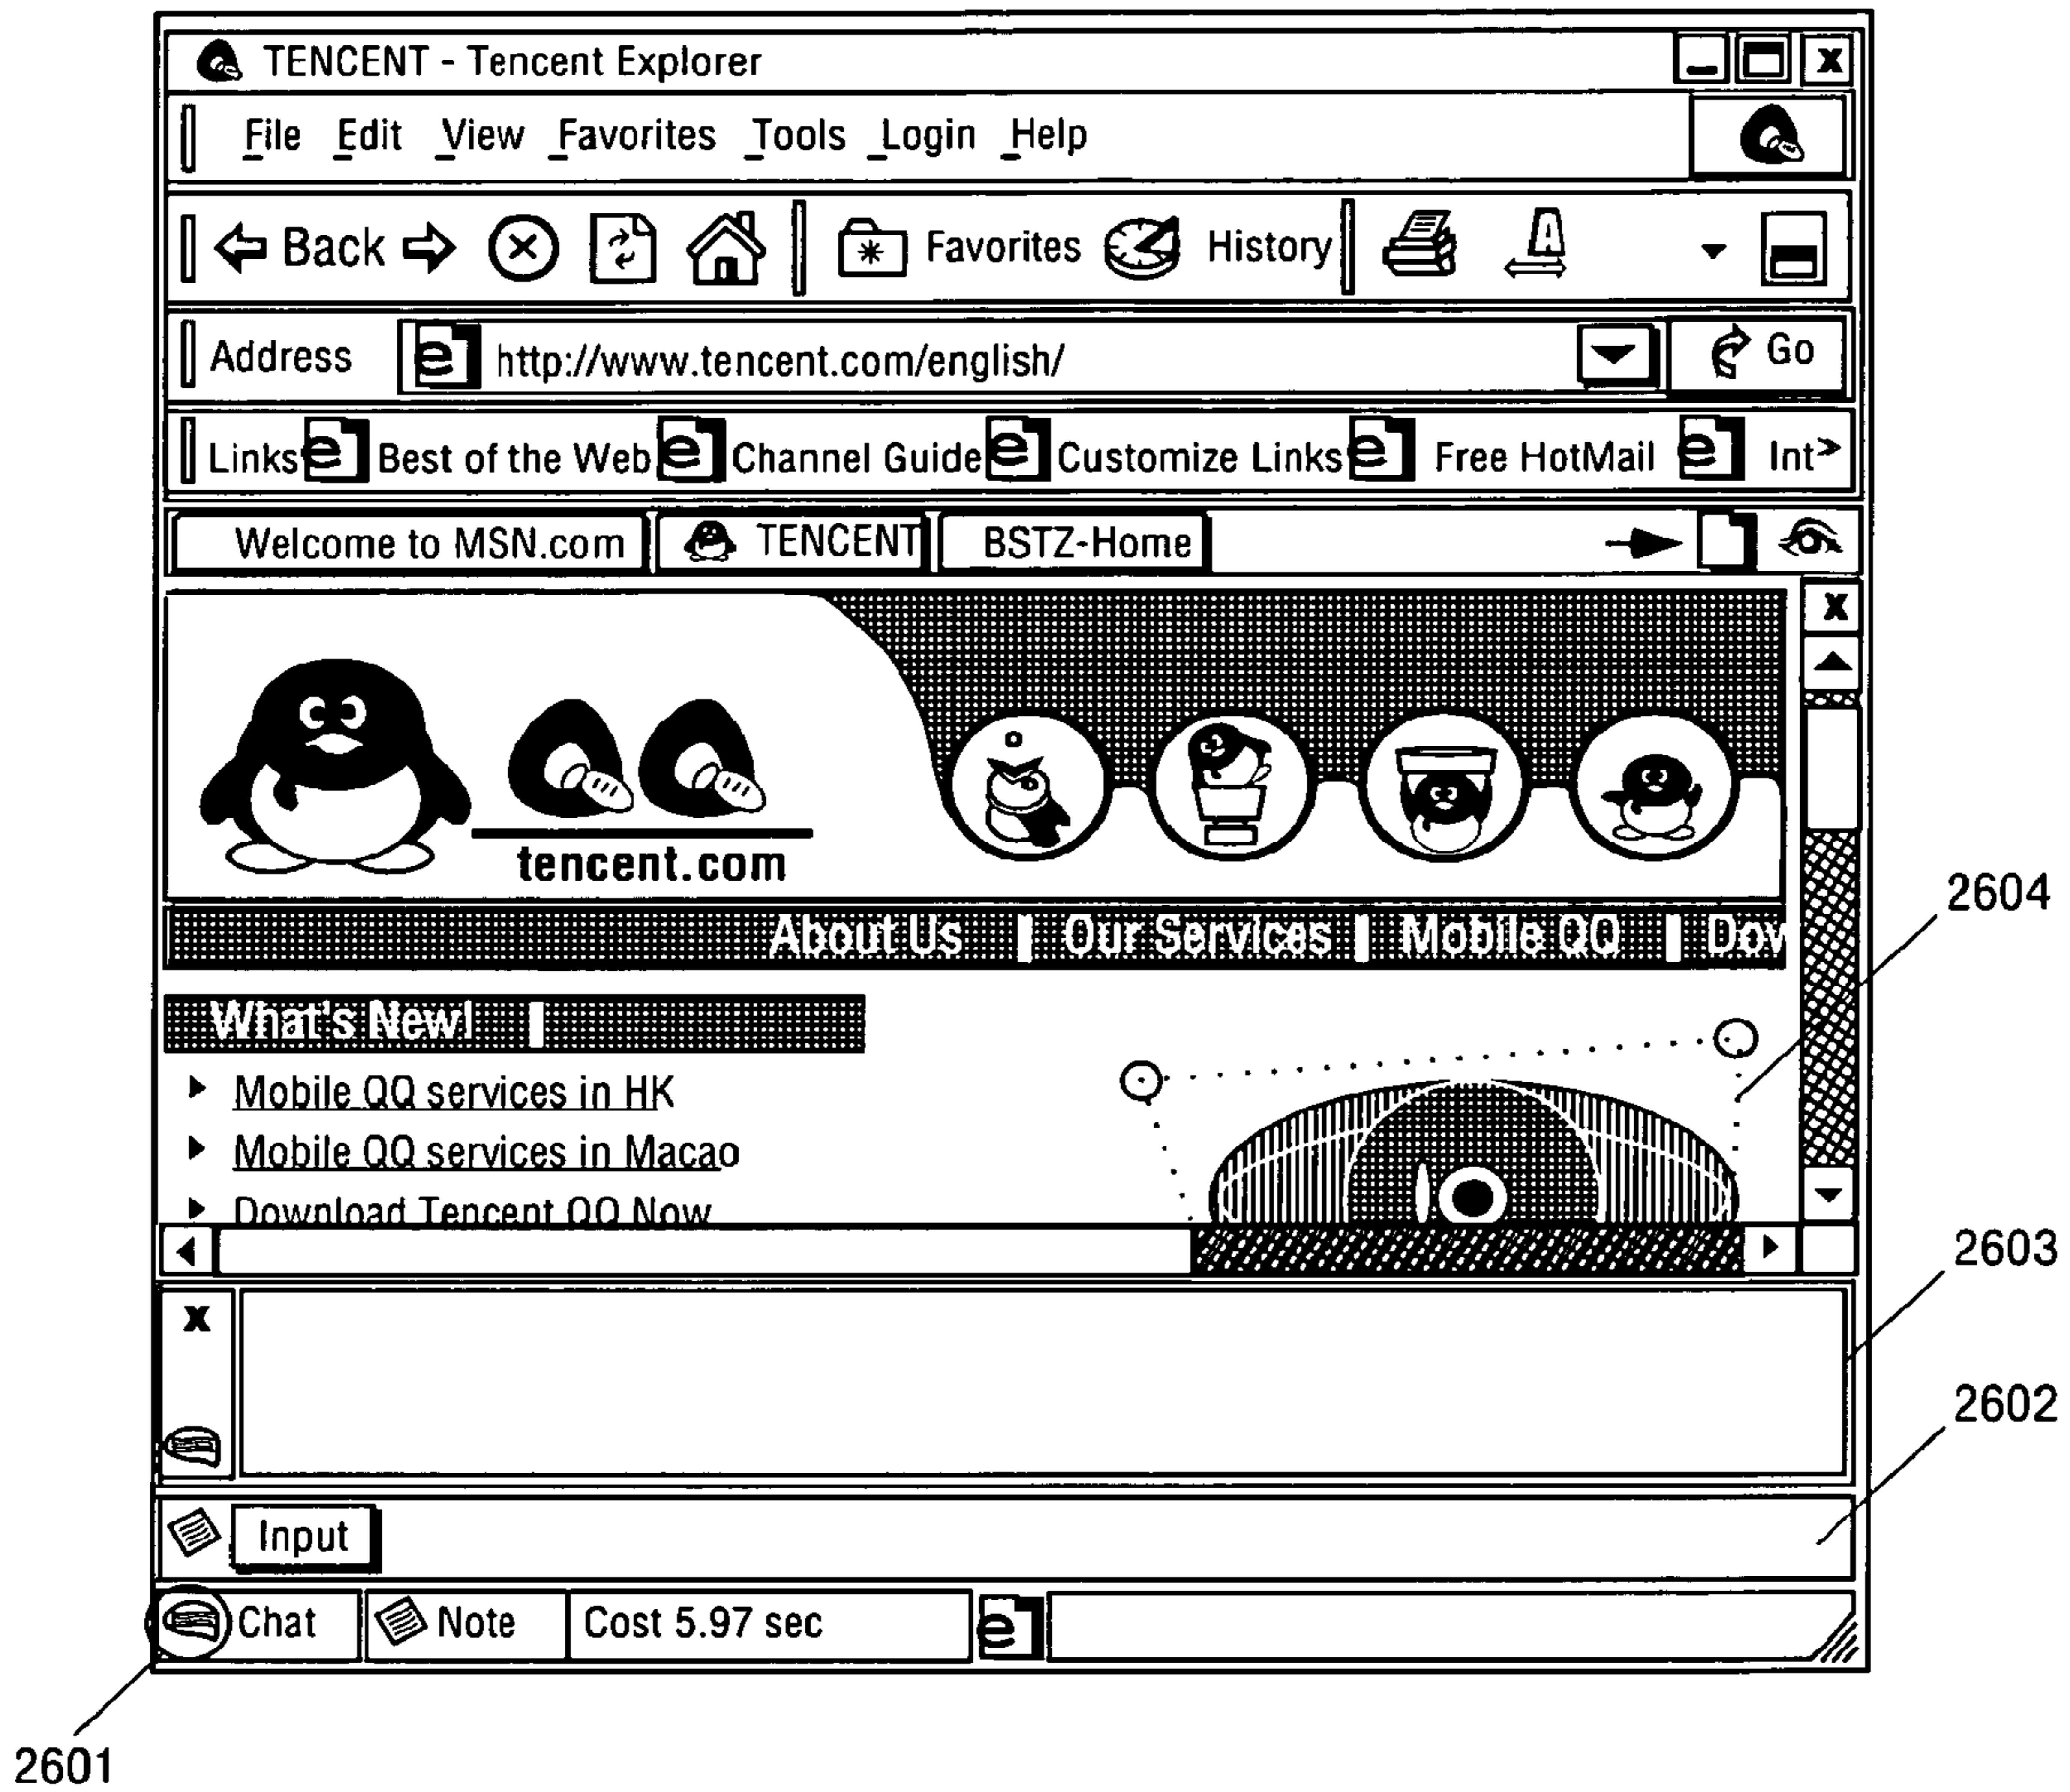 TENCENT - Tencent Explorer
x
File Edit View Favorites Tools Login Help
Back Favorites History A
Address e http://www.tencent.com/english/ Go
Links e Best of the Web e Channel Guide e Customize Links e Free HotMail e Int>
Welcome to MSN.com TENCENT BSTZ-Home
x
tencent.com
About Us Our Services Mobile QQ Dow
What's New!
Mobile QQ services in HK
Mobile QQ services in Macao
Download Tencent QQ Now
x
Input
Chat Note Cost 5.97 sec e
2604
2603
2602
2601